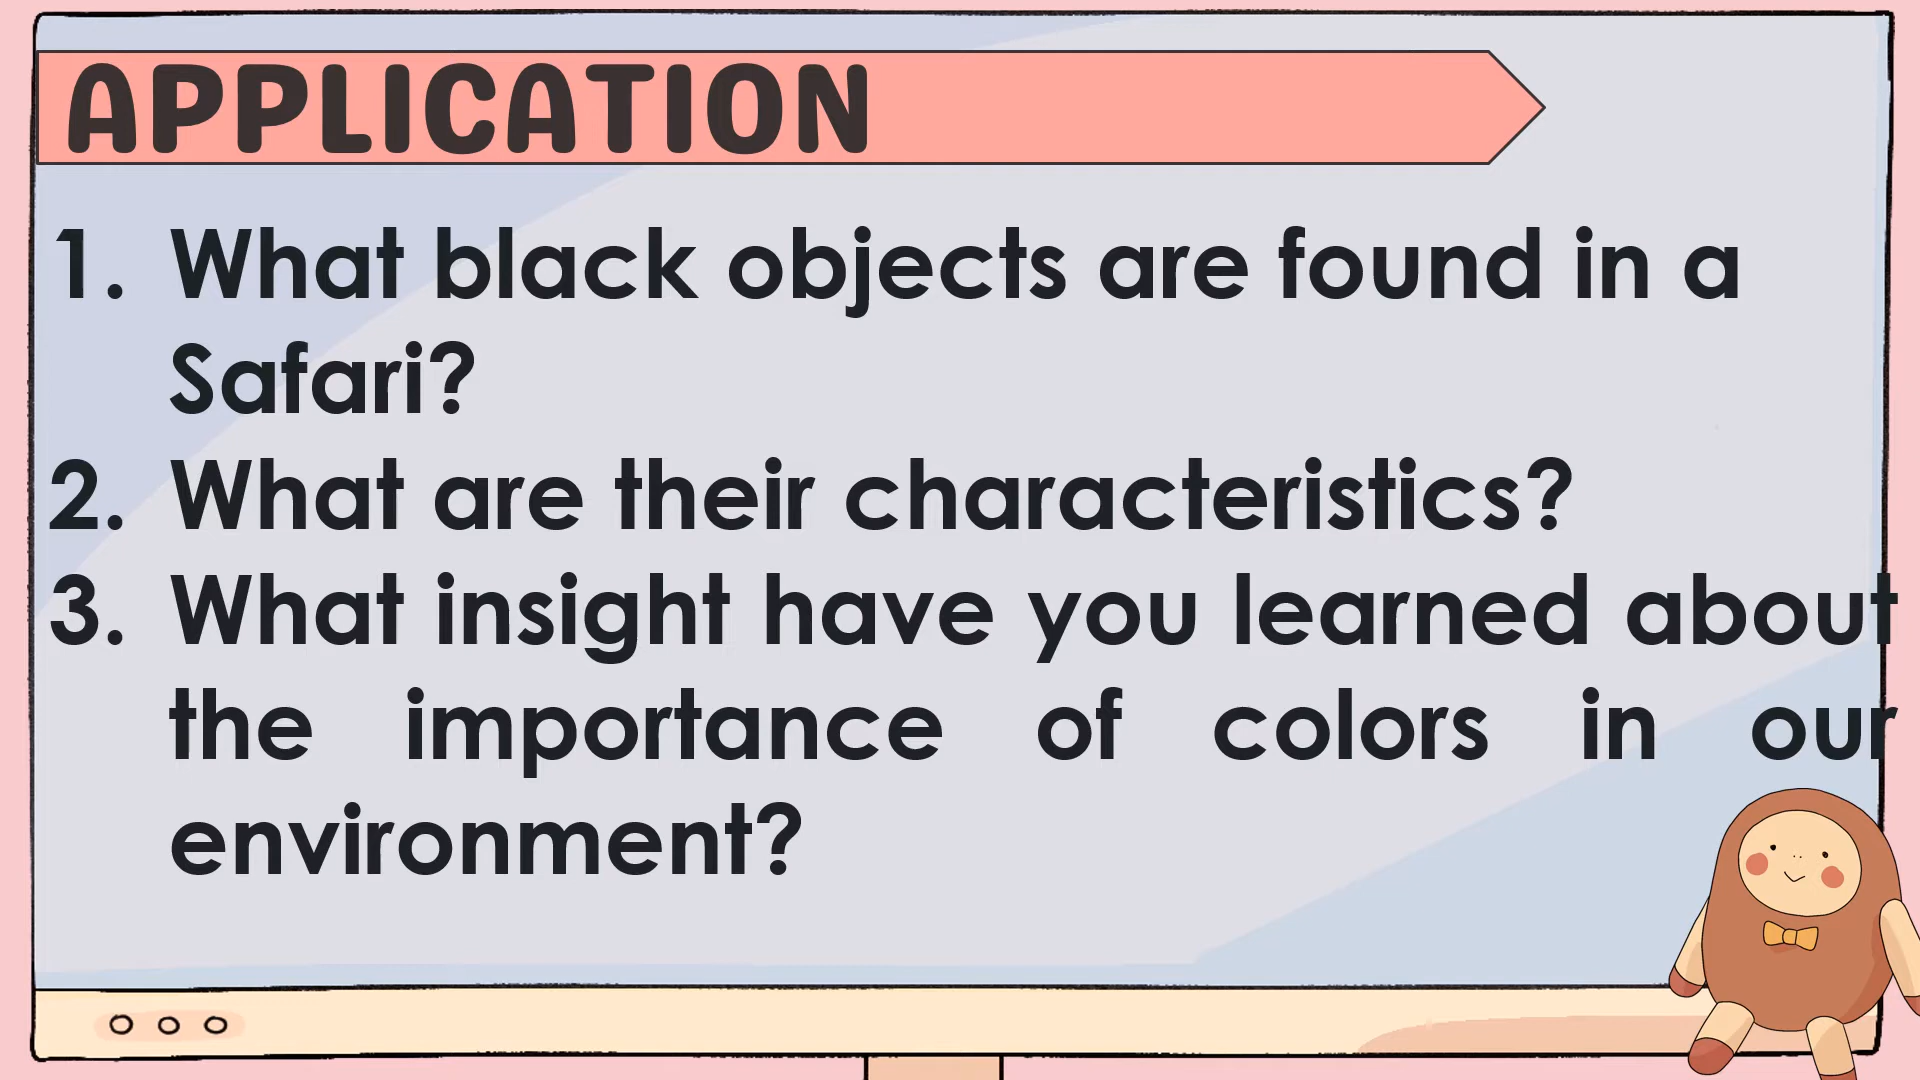 APPLICATION
1. What black objects are found in a
Safari?
2. What are their characteristics?
3. What insight have you learned about
the importance of colors in our
environment?